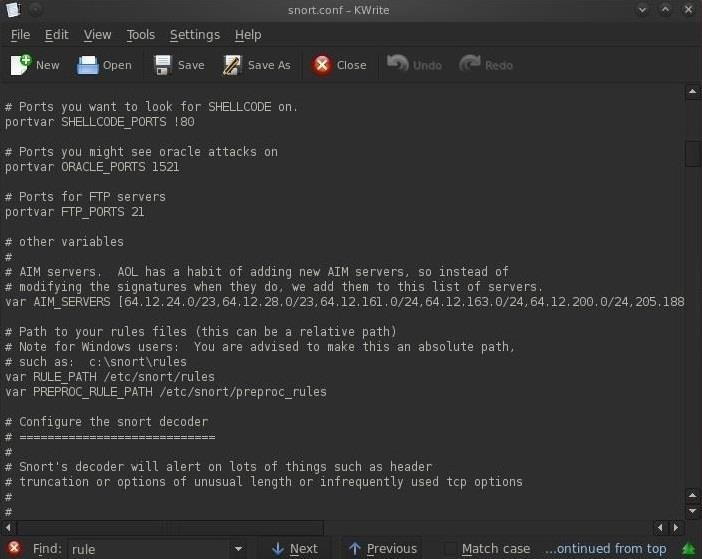 snort.conf – KWrite
File Edit View Tools Settings Help
New Open Save Save As Close Undo Redo
# Ports you want to look for SHELLCODE on.
portvar SHELLCODE_PORTS !80
# Ports you might see oracle attacks on
portvar ORACLE_PORTS 1521
# Ports for FTP servers
portvar FTP_PORTS 21
# other variables
#
# AIM servers.  AOL has a habit of adding new AIM servers, so instead of
# modifying the signatures when they do, we add them to this list of servers.
var AIM_SERVERS [64.12.24.0/23,64.12.28.0/23,64.12.161.0/24,64.12.163.0/24,64.12.200.0/24,205.188
# Path to your rules files (this can be a relative path)
# Note for Windows users:  You are advised to make this an absolute path,
# such as:  c:\snort\rules
var RULE_PATH /etc/snort/rules
var PREPROC_RULE_PATH /etc/snort/preproc_rules
# Configure the snort decoder
# ============================
#
# Snort's decoder will alert on lots of things such as header
# truncation or options of unusual length or infrequently used tcp options
#
#
Find: rule Next Previous Match case ...ontinued from top